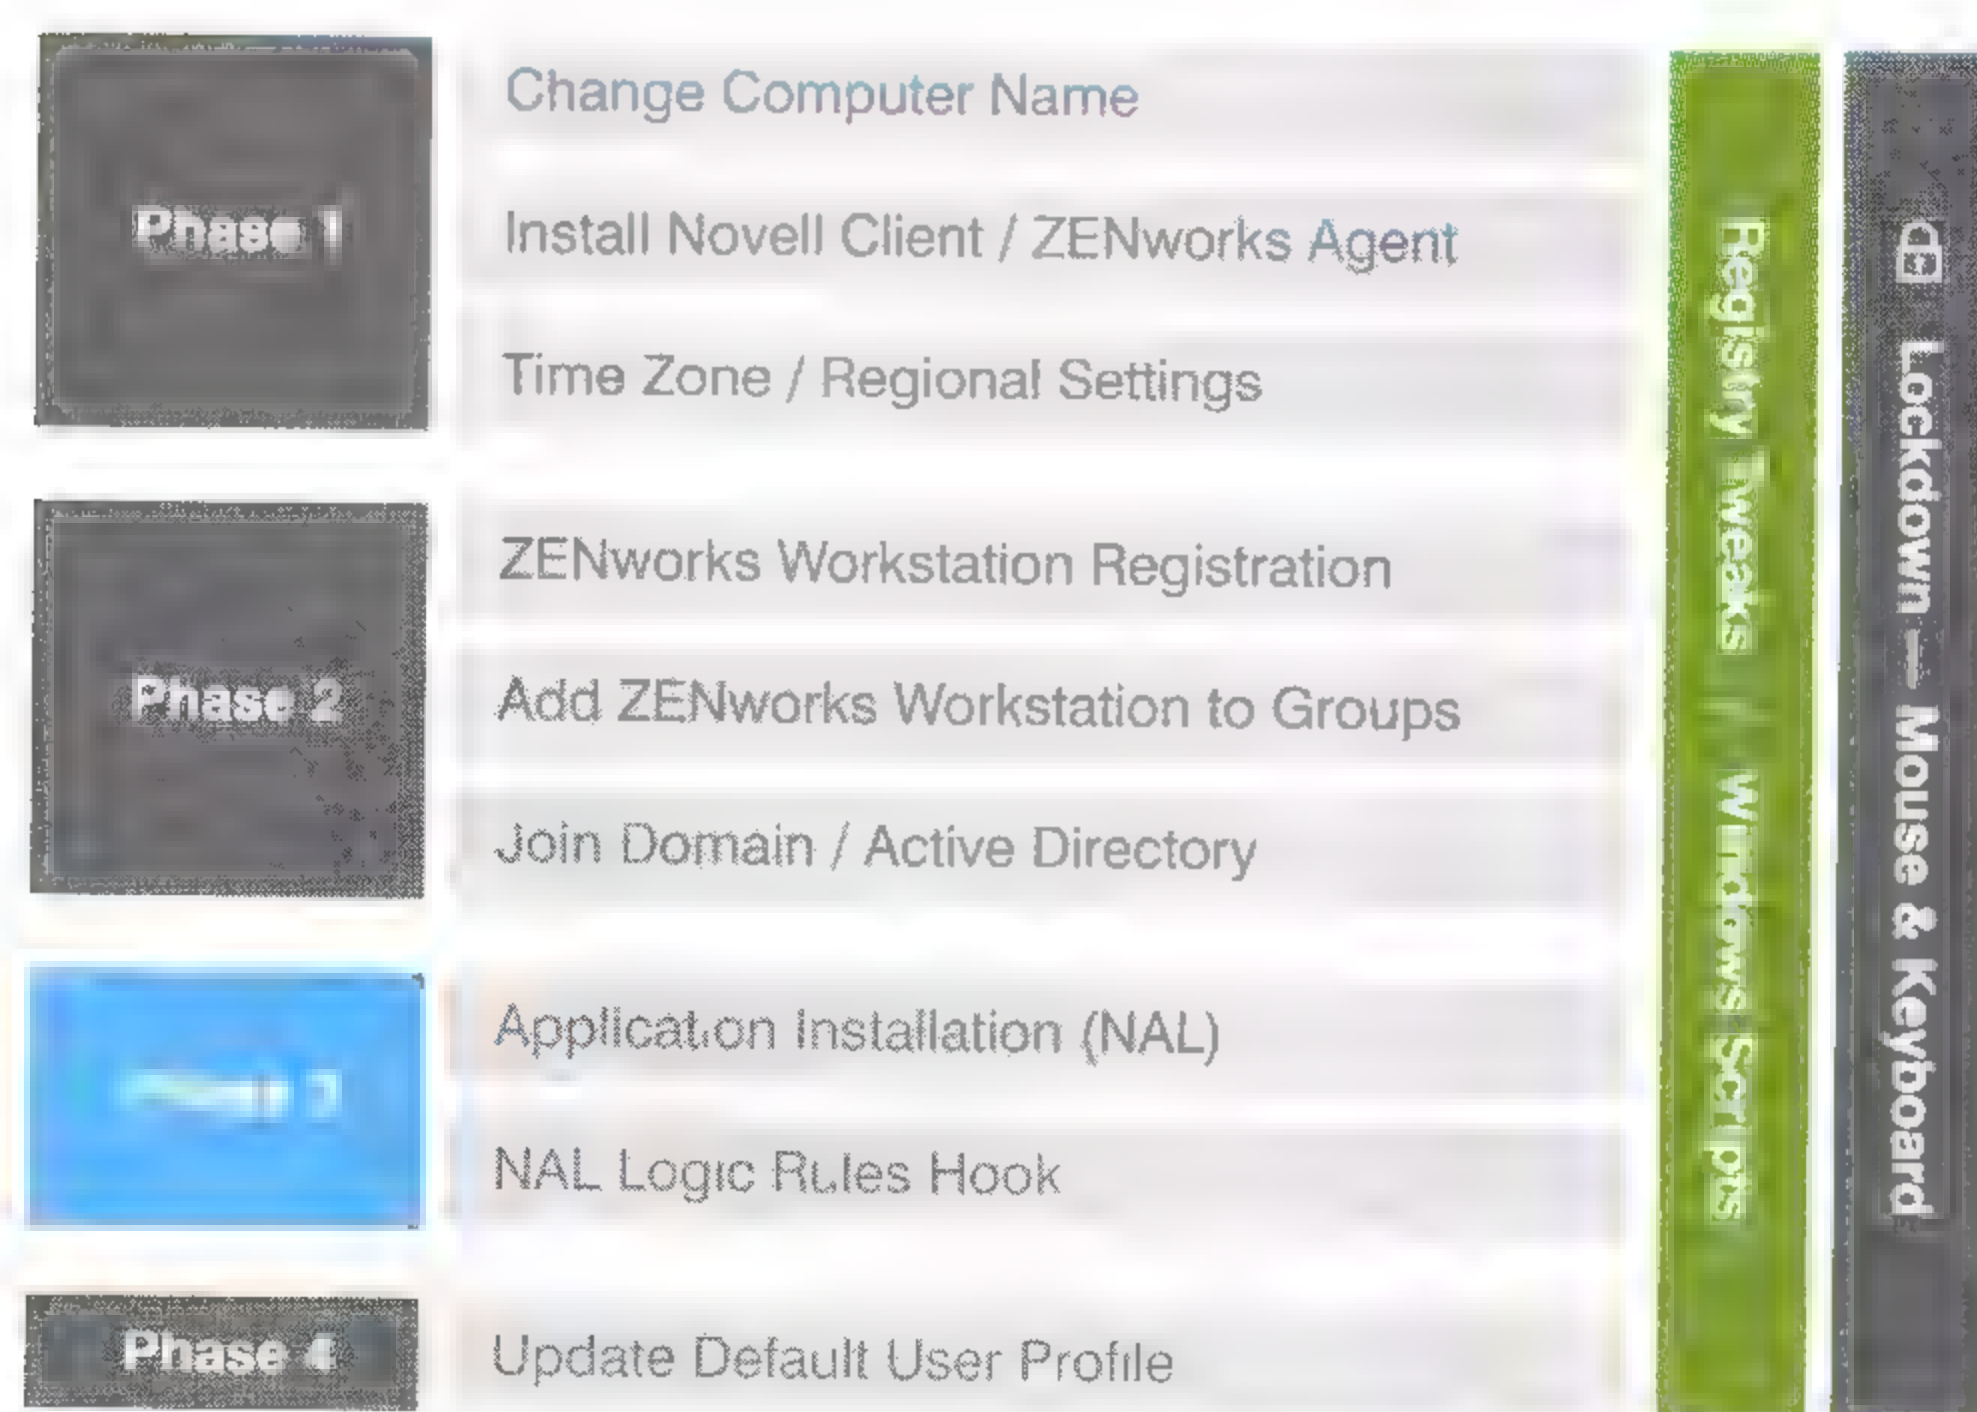 Phase 1
Change Computer Name
Install Novell Client / ZENworks Agent
Time Zone / Regional Settings
Phase 2
ZENworks Workstation Registration
Add ZENworks Workstation to Groups
Join Domain / Active Directory
Application Installation (NAL)
NAL Logic Rules Hook
Phase 4
Update Default User Profile
Registry Tweaks // Windows Scripts
Lockdown — Mouse & Keyboard